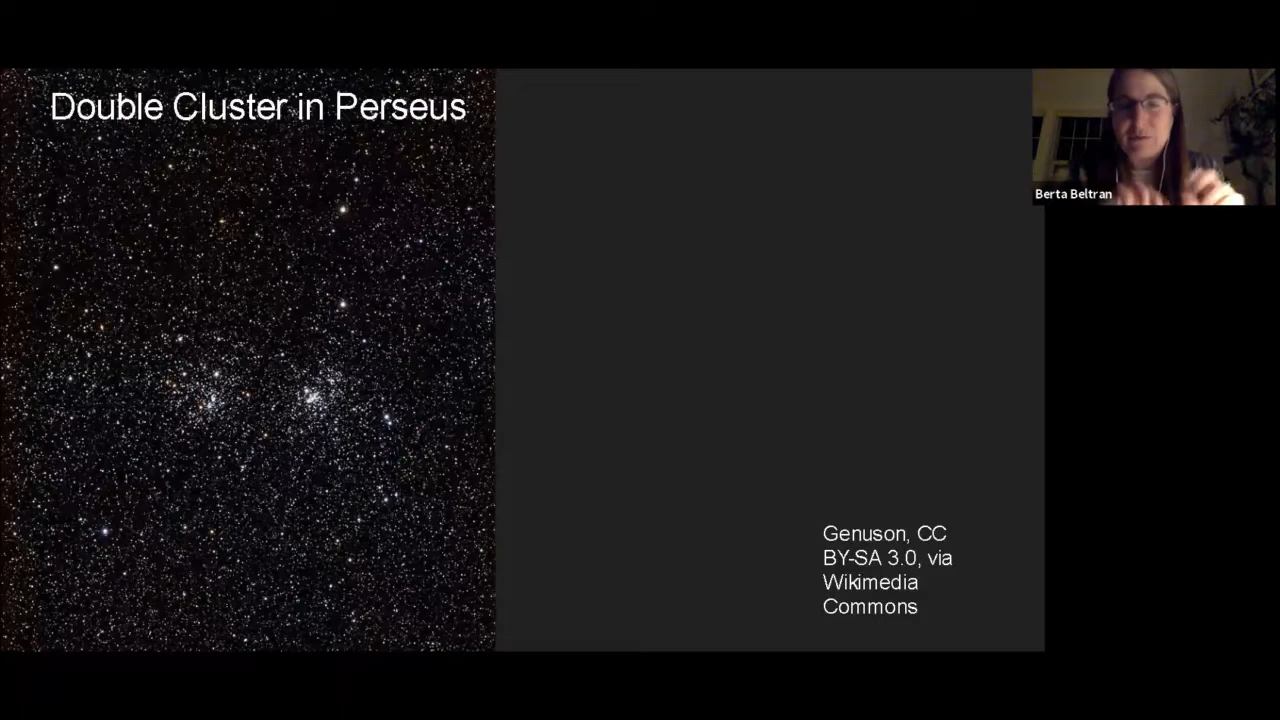 Double Cluster in Perseus
Berta Beltran
Genuson, CC
BY-SA 3.0, via
Wikimedia
Commons